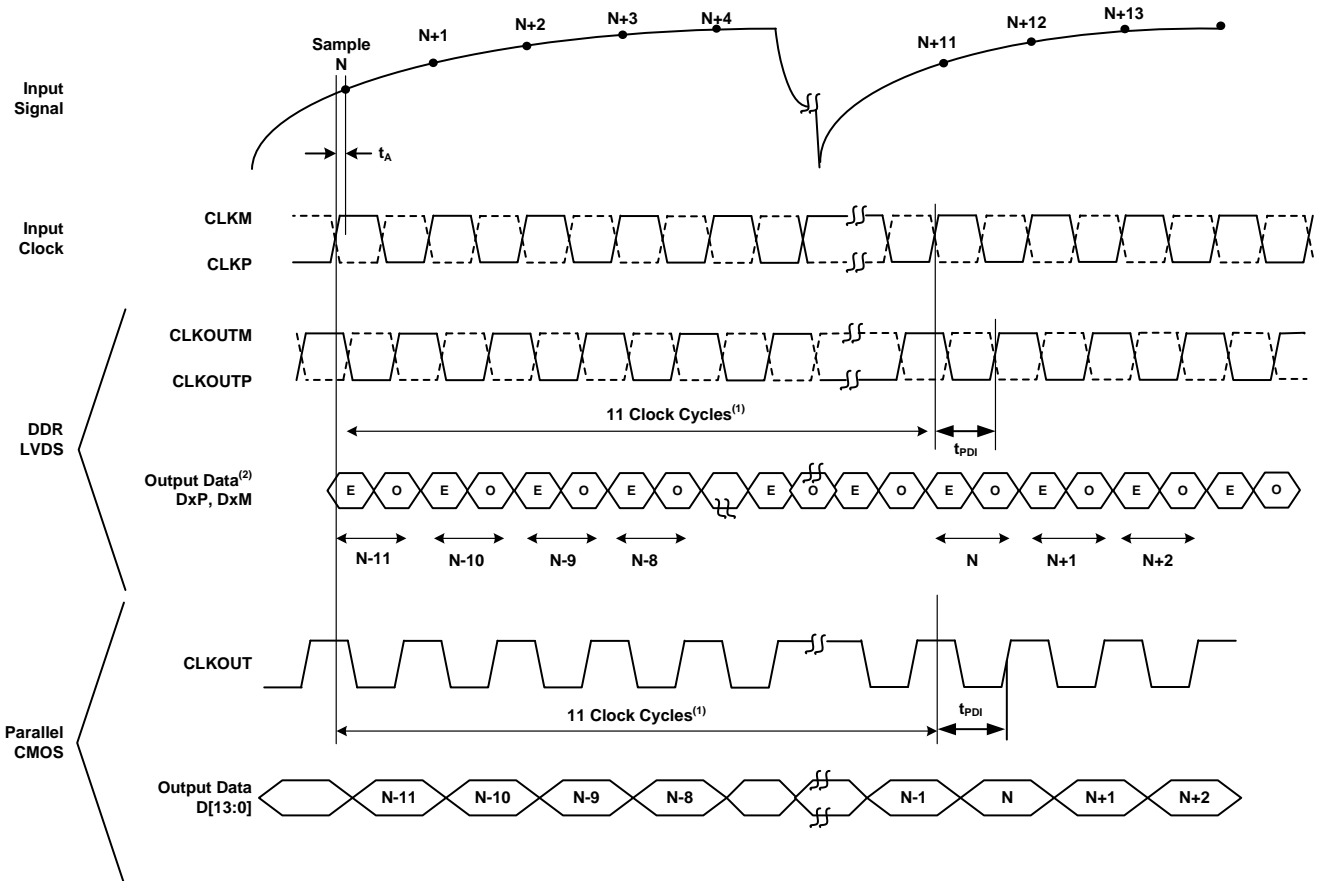 Sample
N
N+1
N+2
N+3
N+4
N+11
N+12
N+13
Input
Signal
tA
Input
Clock
CLKM
CLKP
DDR
LVDS
CLKOUTM
CLKOUTP
11 Clock Cycles(1)
tPDI
Output Data(2)
DxP, DxM
E O E O E O E O E O E O E O E O E O E O
N-11 N-10 N-9 N-8 N N+1 N+2
Parallel
CMOS
CLKOUT
11 Clock Cycles(1)
tPDI
Output Data
D[13:0]
N-11 N-10 N-9 N-8 N-1 N N+1 N+2